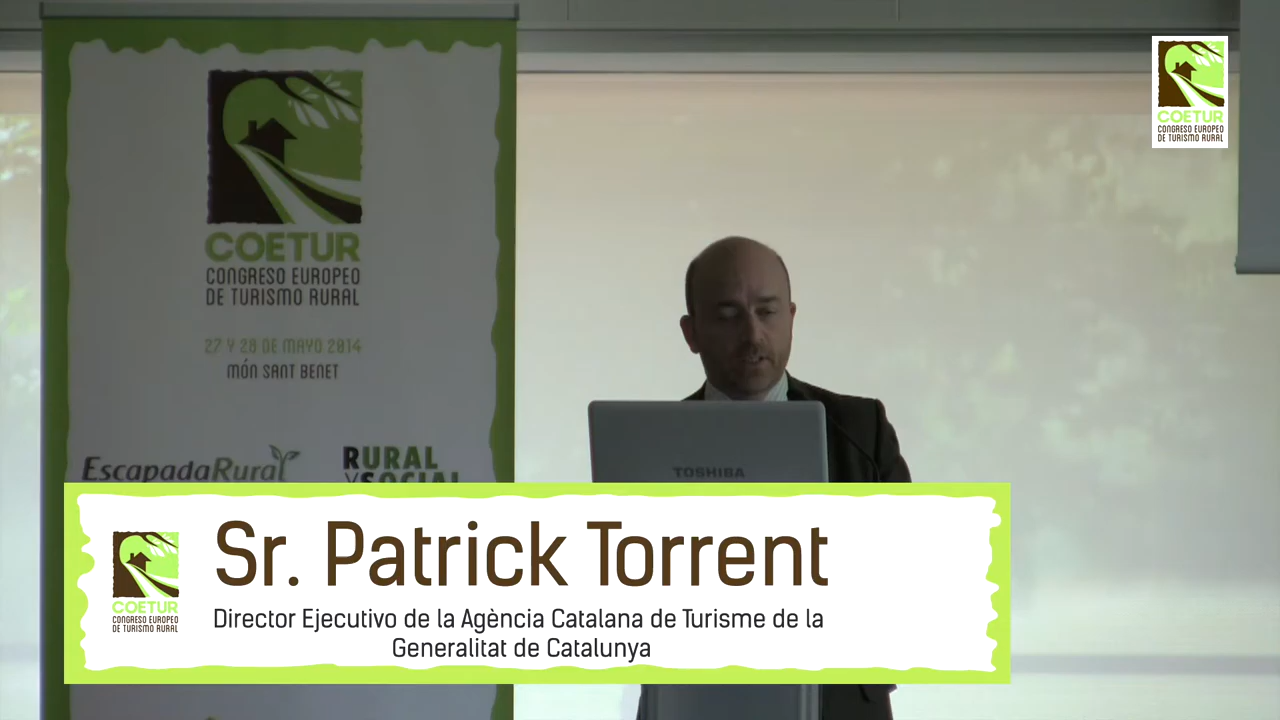 COETUR
CONGRESO EUROPEO
DE TURISMO RURAL
27 Y 28 DE MAYO 2014
MÓN SANT BENET
EscapadaRural
RURAL
YSOCIAL
COETUR
CONGRESO EUROPEO
DE TURISMO RURAL
TOSHIBA
COETUR
CONGRESO EUROPEO
DE TURISMO RURAL
Sr. Patrick Torrent
Director Ejecutivo de la Agència Catalana de Turisme de la
Generalitat de Catalunya